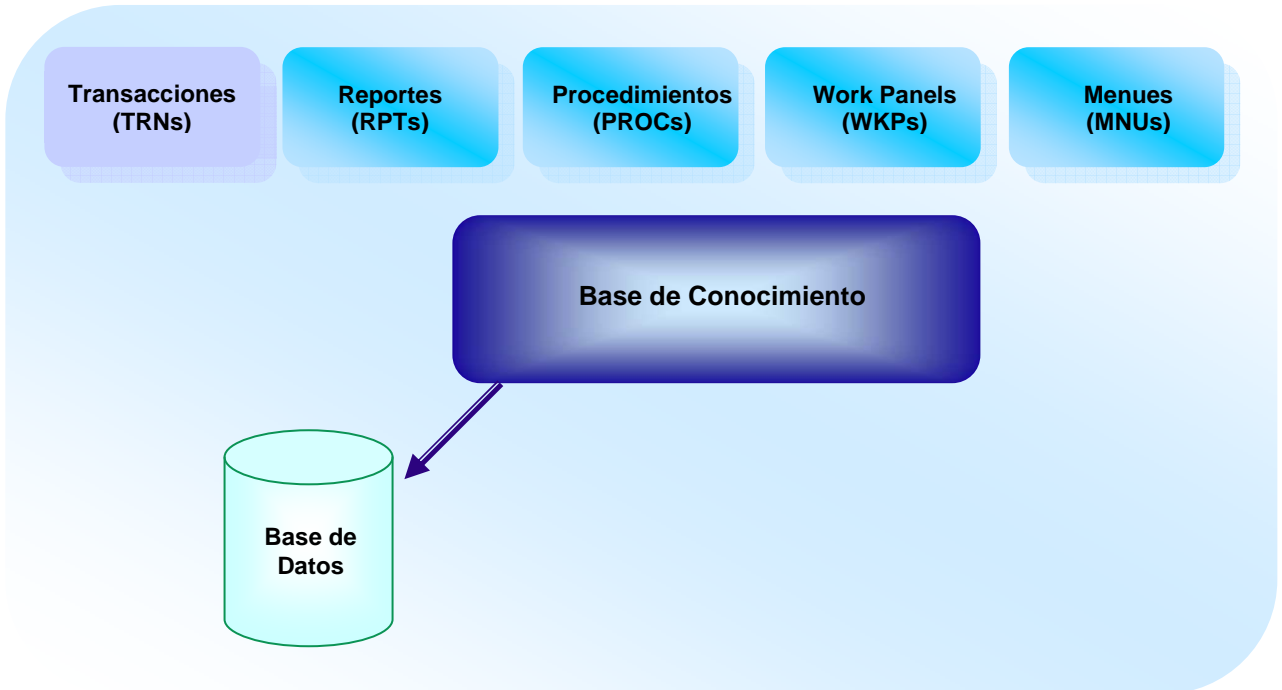 Transacciones
(TRNs)
Reportes
(RPTs)
Procedimientos
(PROCs)
Work Panels
(WKPs)
Menues
(MNUs)
Base de Conocimiento
Base de
Datos